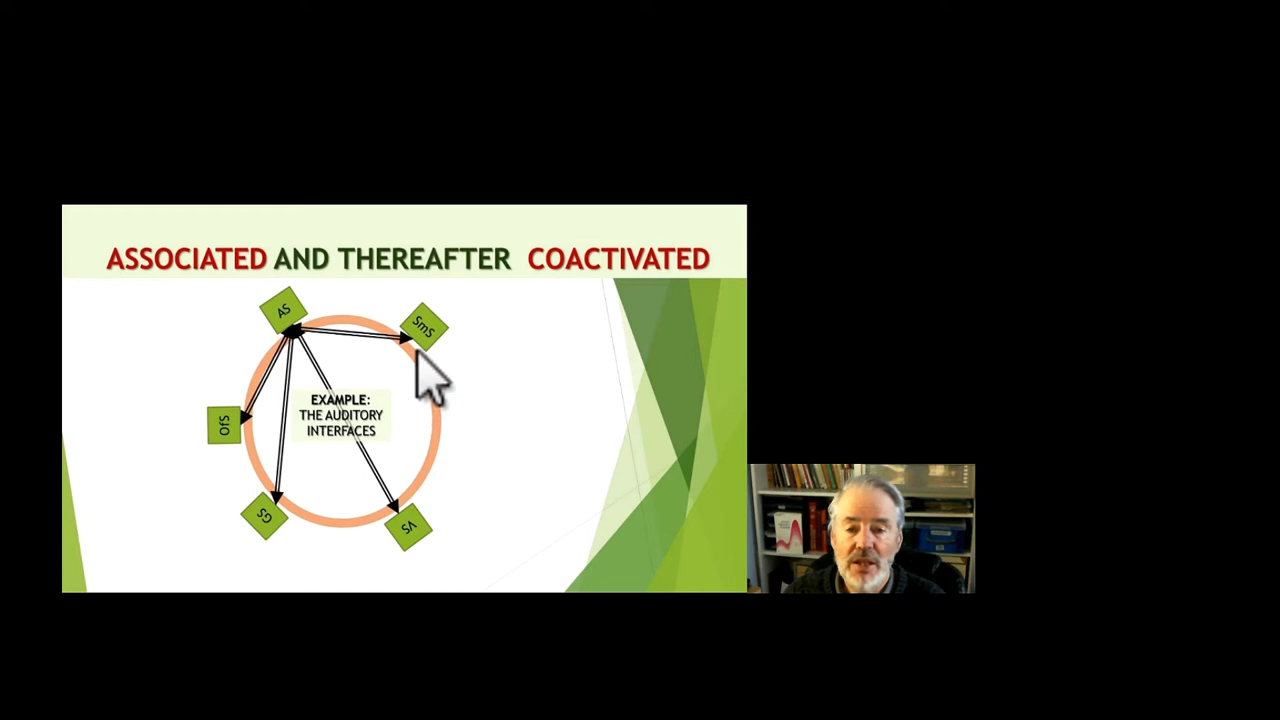 ASSOCIATED AND THEREAFTER COACTIVATED
AS
SmS
OfS
EXAMPLE:
THE AUDITORY
INTERFACES
GS
VS